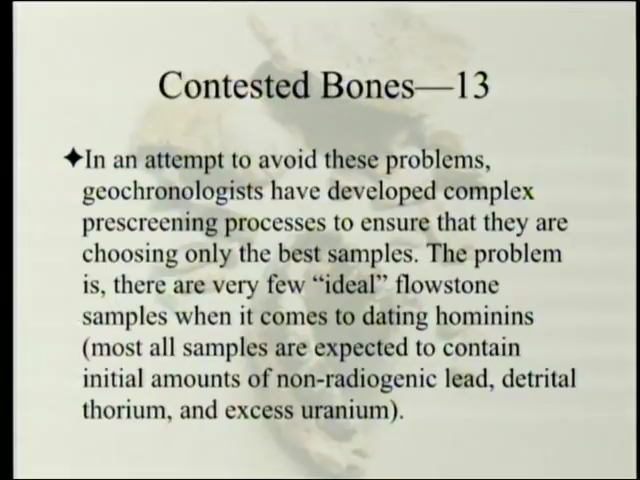 Contested Bones—13
✦In an attempt to avoid these problems,
geochronologists have developed complex
prescreening processes to ensure that they are
choosing only the best samples. The problem
is, there are very few “ideal” flowstone
samples when it comes to dating hominins
(most all samples are expected to contain
initial amounts of non-radiogenic lead, detrital
thorium, and excess uranium).